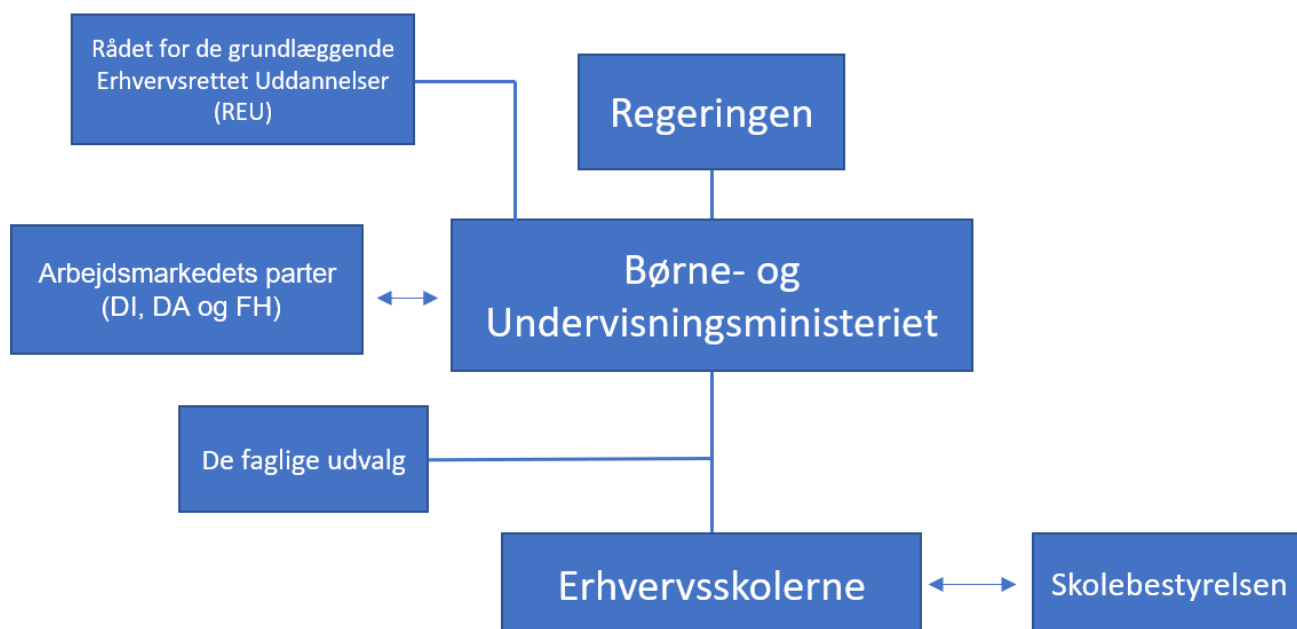 Rådet for de grundlæggende
Erhvervsrettet Uddannelser
(REU)
Regeringen
Arbejdsmarkedets parter
(DI, DA og FH)
Børne- og
Undervisningsministeriet
De faglige udvalg
Erhvervsskolerne
Skolebestyrelsen